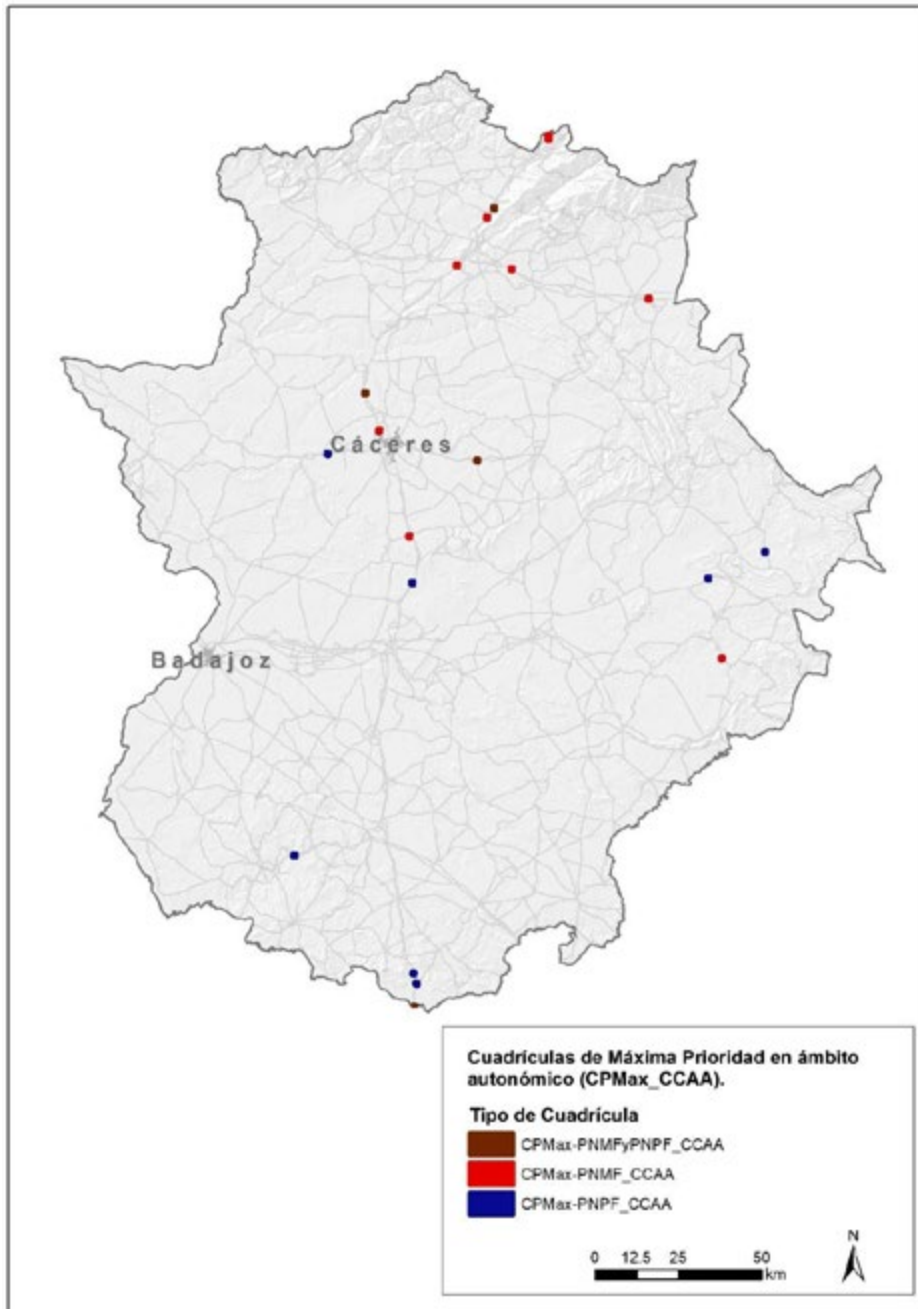 Cáceres
Badajoz
Cuadrículas de Máxima Prioridad en ámbito
autonómico (CPMax_CCAA).
Tipo de Cuadrícula
CPMax-PNMFyPNPF_CCAA
CPMax-PNMF_CCAA
CPMax-PNPF_CCAA
N
0 12.5 25 50
km